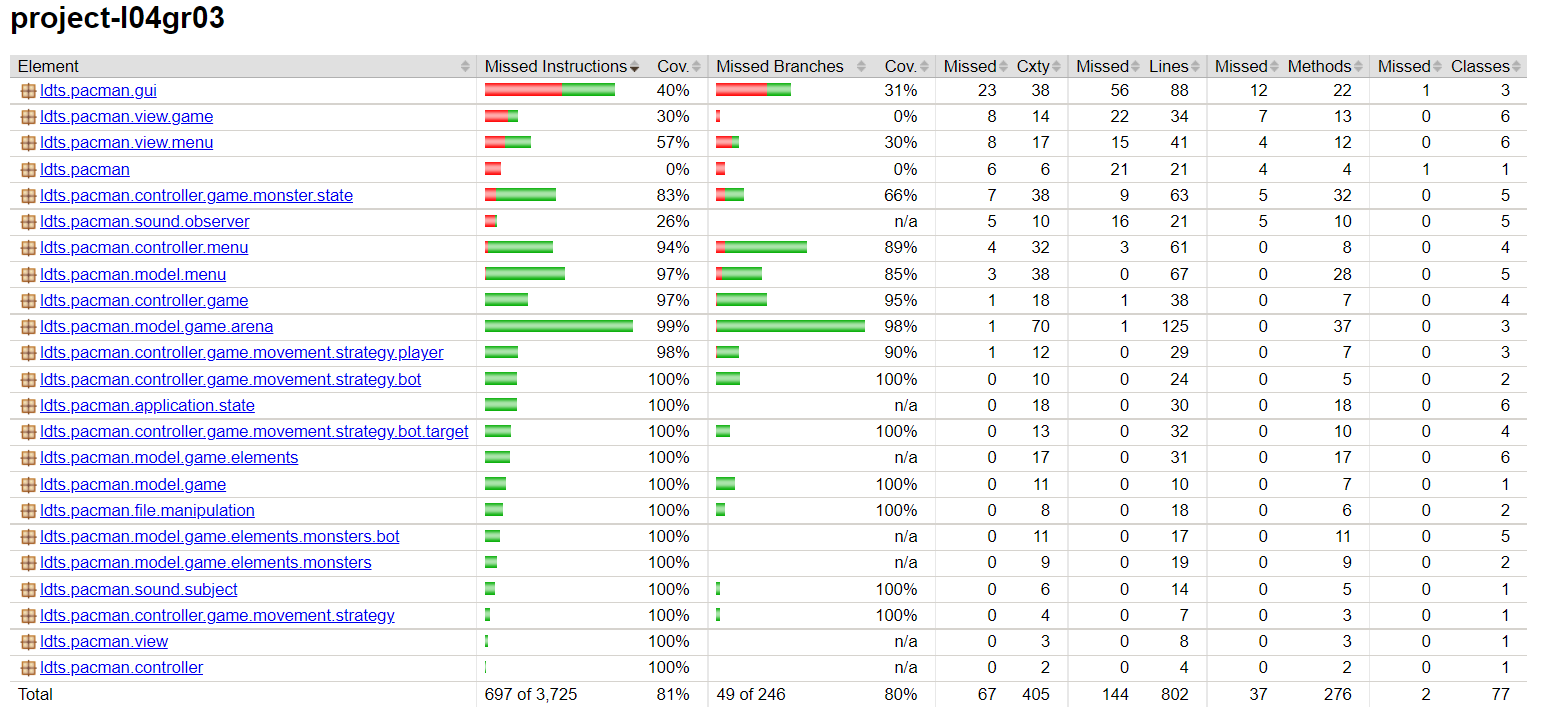 project-l04gr03
Element Missed Instructions Cov. Missed Branches Cov. Missed Cxty Missed Lines Missed Methods Missed Classes
ldts.pacman.gui 40% 31% 23 38 56 88 12 22 1 3
ldts.pacman.view.game 30% 0% 8 14 22 34 7 13 0 6
ldts.pacman.view.menu 57% 30% 8 17 15 41 4 12 0 6
ldts.pacman 0% 0% 6 6 21 21 4 4 1 1
ldts.pacman.controller.game.monster.state 83% 66% 7 38 9 63 5 32 0 5
ldts.pacman.sound.observer 26% n/a 5 10 16 21 5 10 0 5
ldts.pacman.controller.menu 94% 89% 4 32 3 61 0 8 0 4
ldts.pacman.model.menu 97% 85% 3 38 0 67 0 28 0 5
ldts.pacman.controller.game 97% 95% 1 18 1 38 0 7 0 4
ldts.pacman.model.game.arena 99% 98% 1 70 1 125 0 37 0 3
ldts.pacman.controller.game.movement.strategy.player 98% 90% 1 12 0 29 0 7 0 3
ldts.pacman.controller.game.movement.strategy.bot 100% 100% 0 10 0 24 0 5 0 2
ldts.pacman.application.state 100% n/a 0 18 0 30 0 18 0 6
ldts.pacman.controller.game.movement.strategy.bot.target 100% 100% 0 13 0 32 0 10 0 4
ldts.pacman.model.game.elements 100% n/a 0 17 0 31 0 17 0 6
ldts.pacman.model.game 100% 100% 0 11 0 10 0 7 0 1
ldts.pacman.file.manipulation 100% 100% 0 8 0 18 0 6 0 2
ldts.pacman.model.game.elements.monsters.bot 100% n/a 0 11 0 17 0 11 0 5
ldts.pacman.model.game.elements.monsters 100% n/a 0 9 0 19 0 9 0 2
ldts.pacman.sound.subject 100% 100% 0 6 0 14 0 5 0 1
ldts.pacman.controller.game.movement.strategy 100% 100% 0 4 0 7 0 3 0 1
ldts.pacman.view 100% n/a 0 3 0 8 0 3 0 1
ldts.pacman.controller 100% n/a 0 2 0 4 0 2 0 1
Total 697 of 3,725 81% 49 of 246 80% 67 405 144 802 37 276 2 77